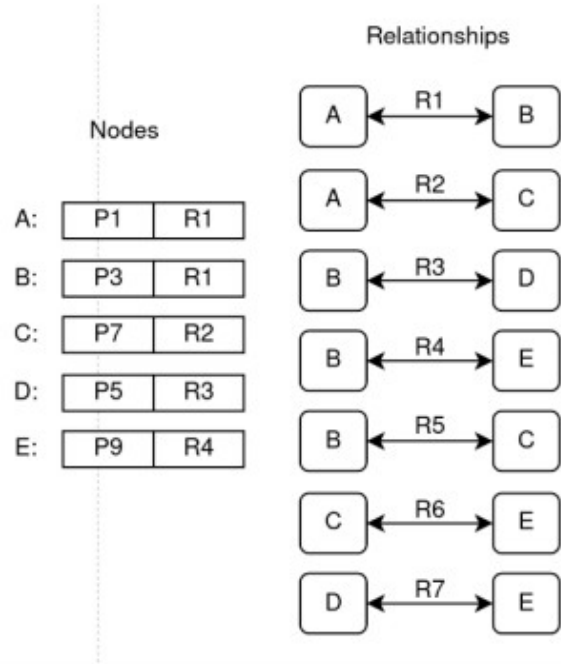 Relationships
A R1 B
Nodes
A R2 C
A: P1 R1
B: P3 R1
B R3 D
C: P7 R2
B R4 E
D: P5 R3
E: P9 R4
B R5 C
C R6 E
D R7 E